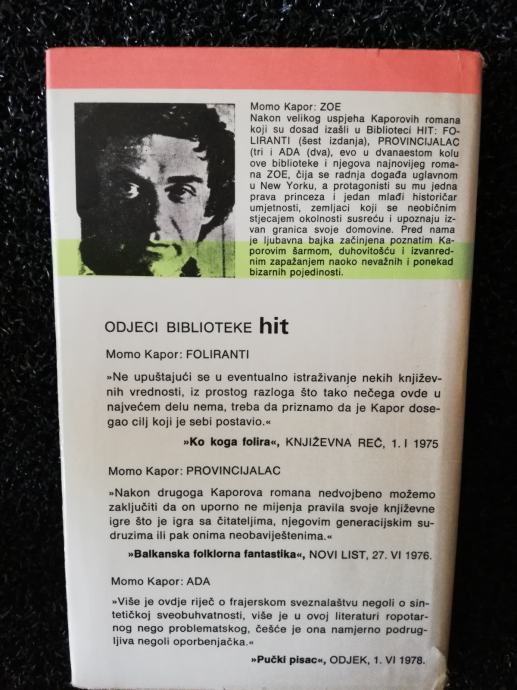 Momo Kapor: ZOE
Nakon velikog uspjeha Kaporovih romana
koji su dosad izašli u Biblioteci HIT: FO-
LIRANTI (šest izdanja), PROVINCIJALAC
(tri i ADA (dva), evo u dvanaestom kolu
ove biblioteke i njegog najnovijeg roma-
na ZOE, čija se radnja događa uglavnom
u New Yorku, a protagonisti su mu jedna
prava princeza i jedan mlađi historičar
umjetnosti, zemljaci koji se neobičnim
stjecajem okolnosti susreću i upoznaju iz-
van granica svoje domovine. Pred nama
je ljubavna bajka začinjena poznatim Ka-
porovim šarmom, duhovitošću i izvanred-
nim zapažanjem naoko nevažnih i ponekad
bizarnih pojedinosti.
ODJECI BIBLIOTEKE hit
Momo Kapor: FOLIRANTI
»Ne upuštajući se u eventualno istraživanje nekih književ-
nih vrednosti, iz prostog razloga što tako nečega ovde u
najvećem delu nema, treba da priznamo da je Kapor dose-
gao cilj koji je sebi postavio.«
»Ko koga folira«, KNJIŽEVNA REČ, 1. I 1975
Momo Kapor: PROVINCIJALAC
»Nakon drugoga Kaporova romana nedvojbeno možemo
zaključiti da on uporno ne mijenja pravila svoje književne
igre što je igra sa čitateljima, njegovim generacijskim su-
druzima ili pak onima neobaviještenima.«
»Balkanska folklorna fantastika«, NOVI LIST, 27. VI 1976.
Momo Kapor: ADA
»Više je ovdje riječ o frajerskom sveznalaštvu negoli o sin-
tetičkoj sveobuhvatnosti, više je u ovoj literaturi ropotar-
nog nego problematskog, češće je ona namjerno podrug-
ljiva negoli oporbenjačka.«
»Pučki pisac«, ODJEK, 1. VI 1978.